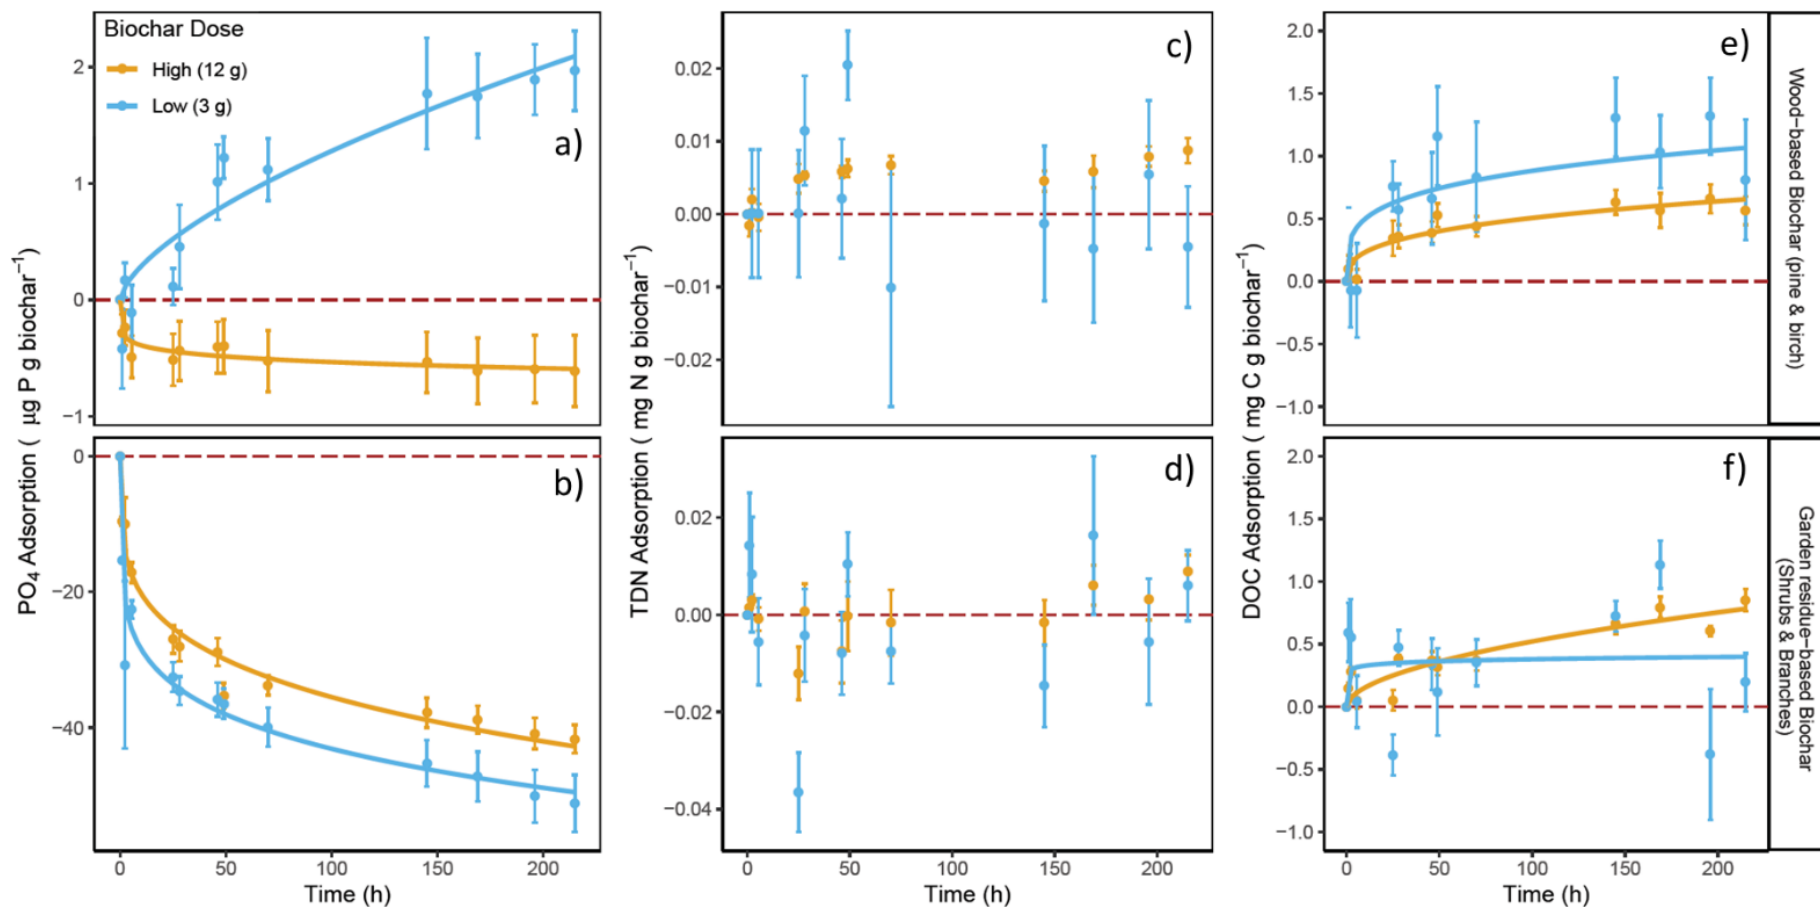 Biochar Dose
High (12 g)
Low (3 g)
a)
2
1
0
−1
PO4 Adsorption ( µg P g biochar−1)
b)
0
−20
−40
0
50
100
150
200
Time (h)
c)
0.02
0.01
0.00
−0.01
−0.02
TDN Adsorption ( mg N g biochar−1)
d)
0.02
0.00
−0.02
−0.04
0
50
100
150
200
Time (h)
e)
2.0
1.5
1.0
0.5
0.0
−0.5
−1.0
DOC Adsorption ( mg C g biochar−1)
f)
2.0
1.5
1.0
0.5
0.0
−0.5
−1.0
0
50
100
150
200
Time (h)
Wood−based Biochar (pine & birch)
Garden residue−based Biochar
(Shrubs & Branches)